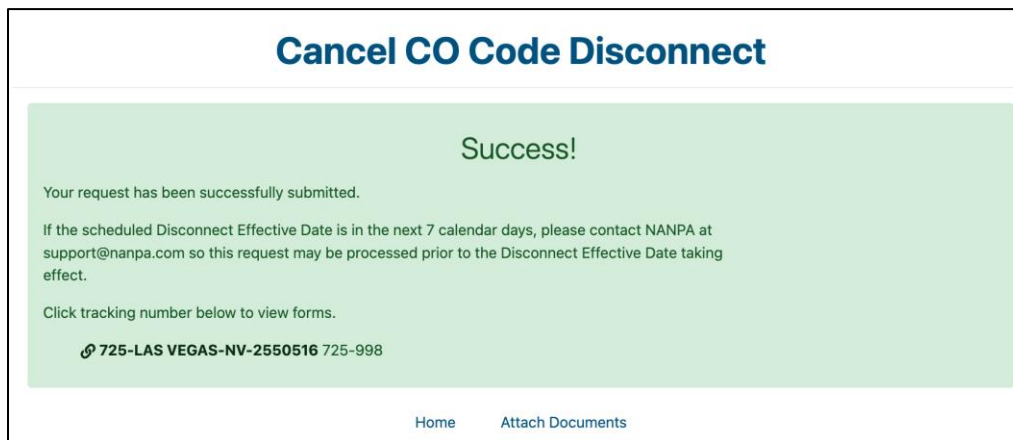 Cancel CO Code Disconnect
Success!
Your request has been successfully submitted.
If the scheduled Disconnect Effective Date is in the next 7 calendar days, please contact NANPA at
support@nanpa.com so this request may be processed prior to the Disconnect Effective Date taking
effect.
Click tracking number below to view forms.
725-LAS VEGAS-NV-2550516 725-998
Home Attach Documents